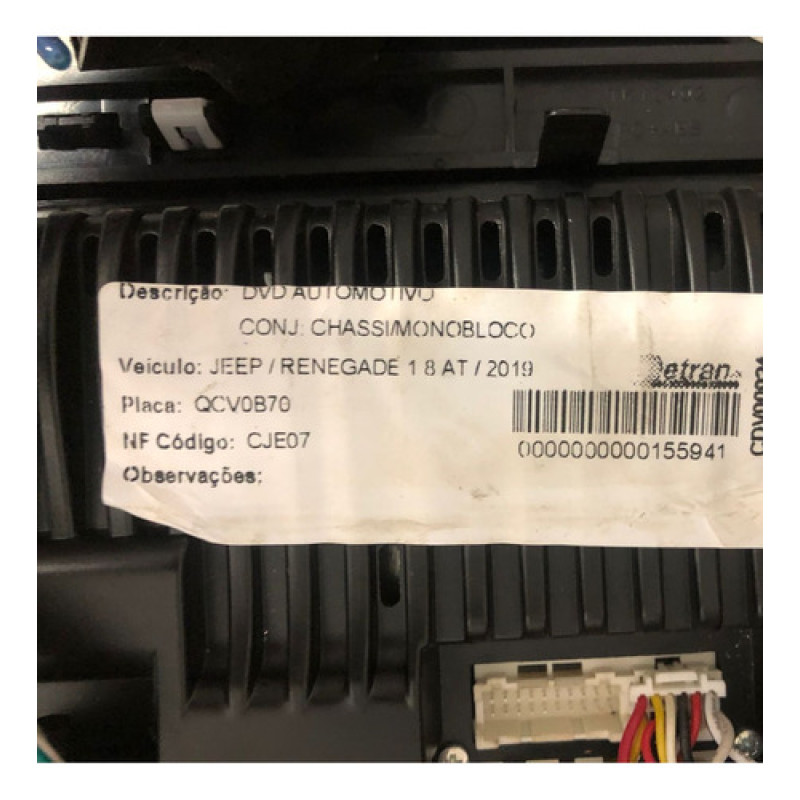 Descrição: DVD AUTOMOTIVO
CONJ: CHASSI/MONOBLOCO
Veículo: JEEP / RENEGADE 1 8 AT / 2019
Detran
Placa: QCV0B70
NF Código: CJE07
0000000000155941
Observações: